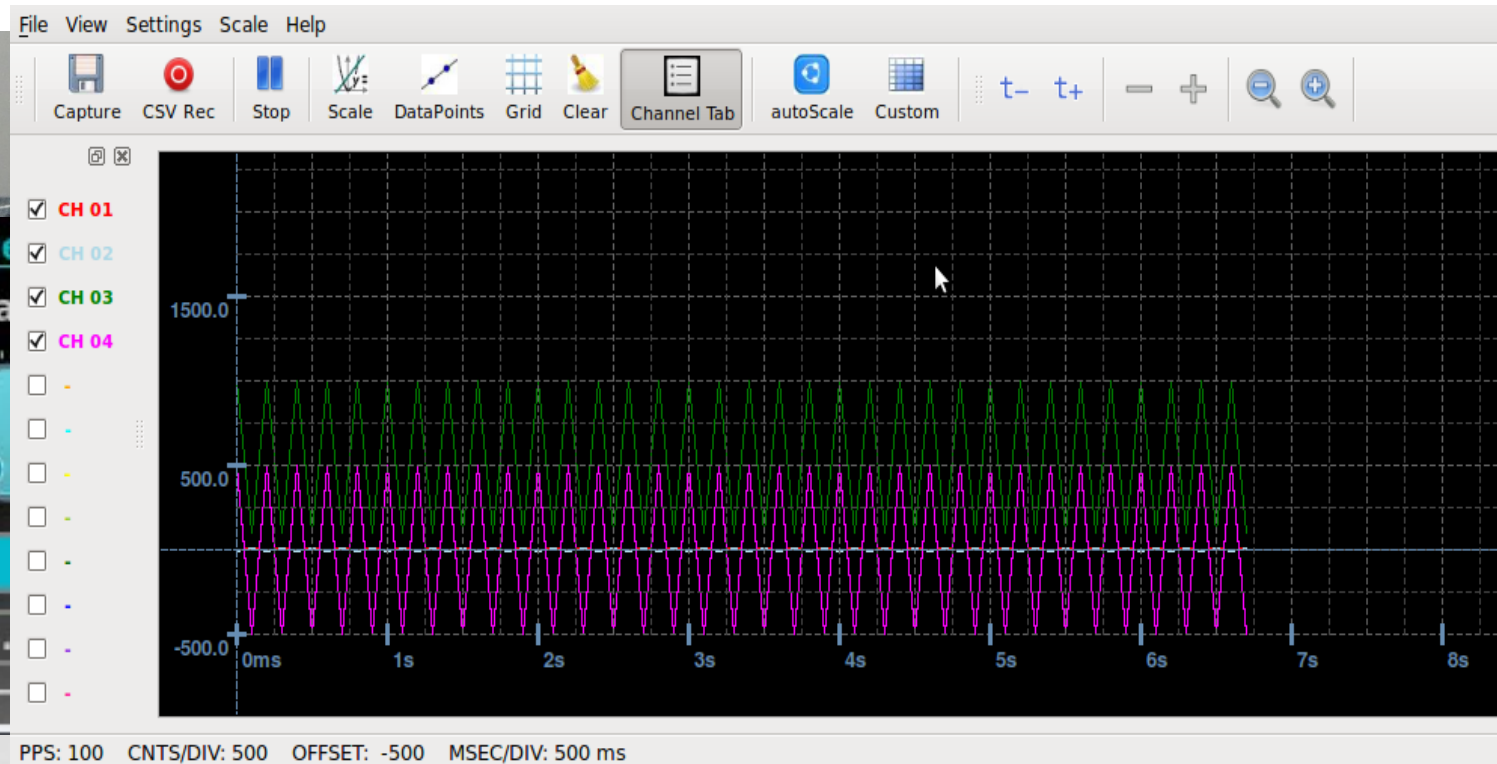 File View Settings Scale Help
Capture CSV Rec Stop Scale DataPoints Grid Clear Channel Tab autoScale Custom t- t+
CH 01
CH 02
CH 03
CH 04
-
-
-
-
-
-
-
-
1500.0
500.0
-500.0
0ms 1s 2s 3s 4s 5s 6s 7s 8s
PPS: 100 CNTS/DIV: 500 OFFSET: -500 MSEC/DIV: 500 ms